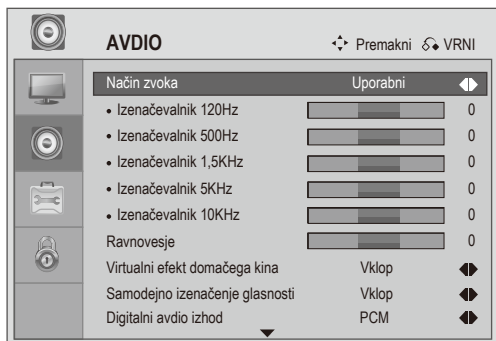 AVDIO Premakni VRNI
Način zvoka Uporabni
• Izenačevalnik 120Hz 0
• Izenačevalnik 500Hz 0
• Izenačevalnik 1,5KHz 0
• Izenačevalnik 5KHz 0
• Izenačevalnik 10KHz 0
Ravnovesje 0
Virtualni efekt domačega kina Vklop
Samodejno izenačenje glasnosti Vklop
Digitalni avdio izhod PCM